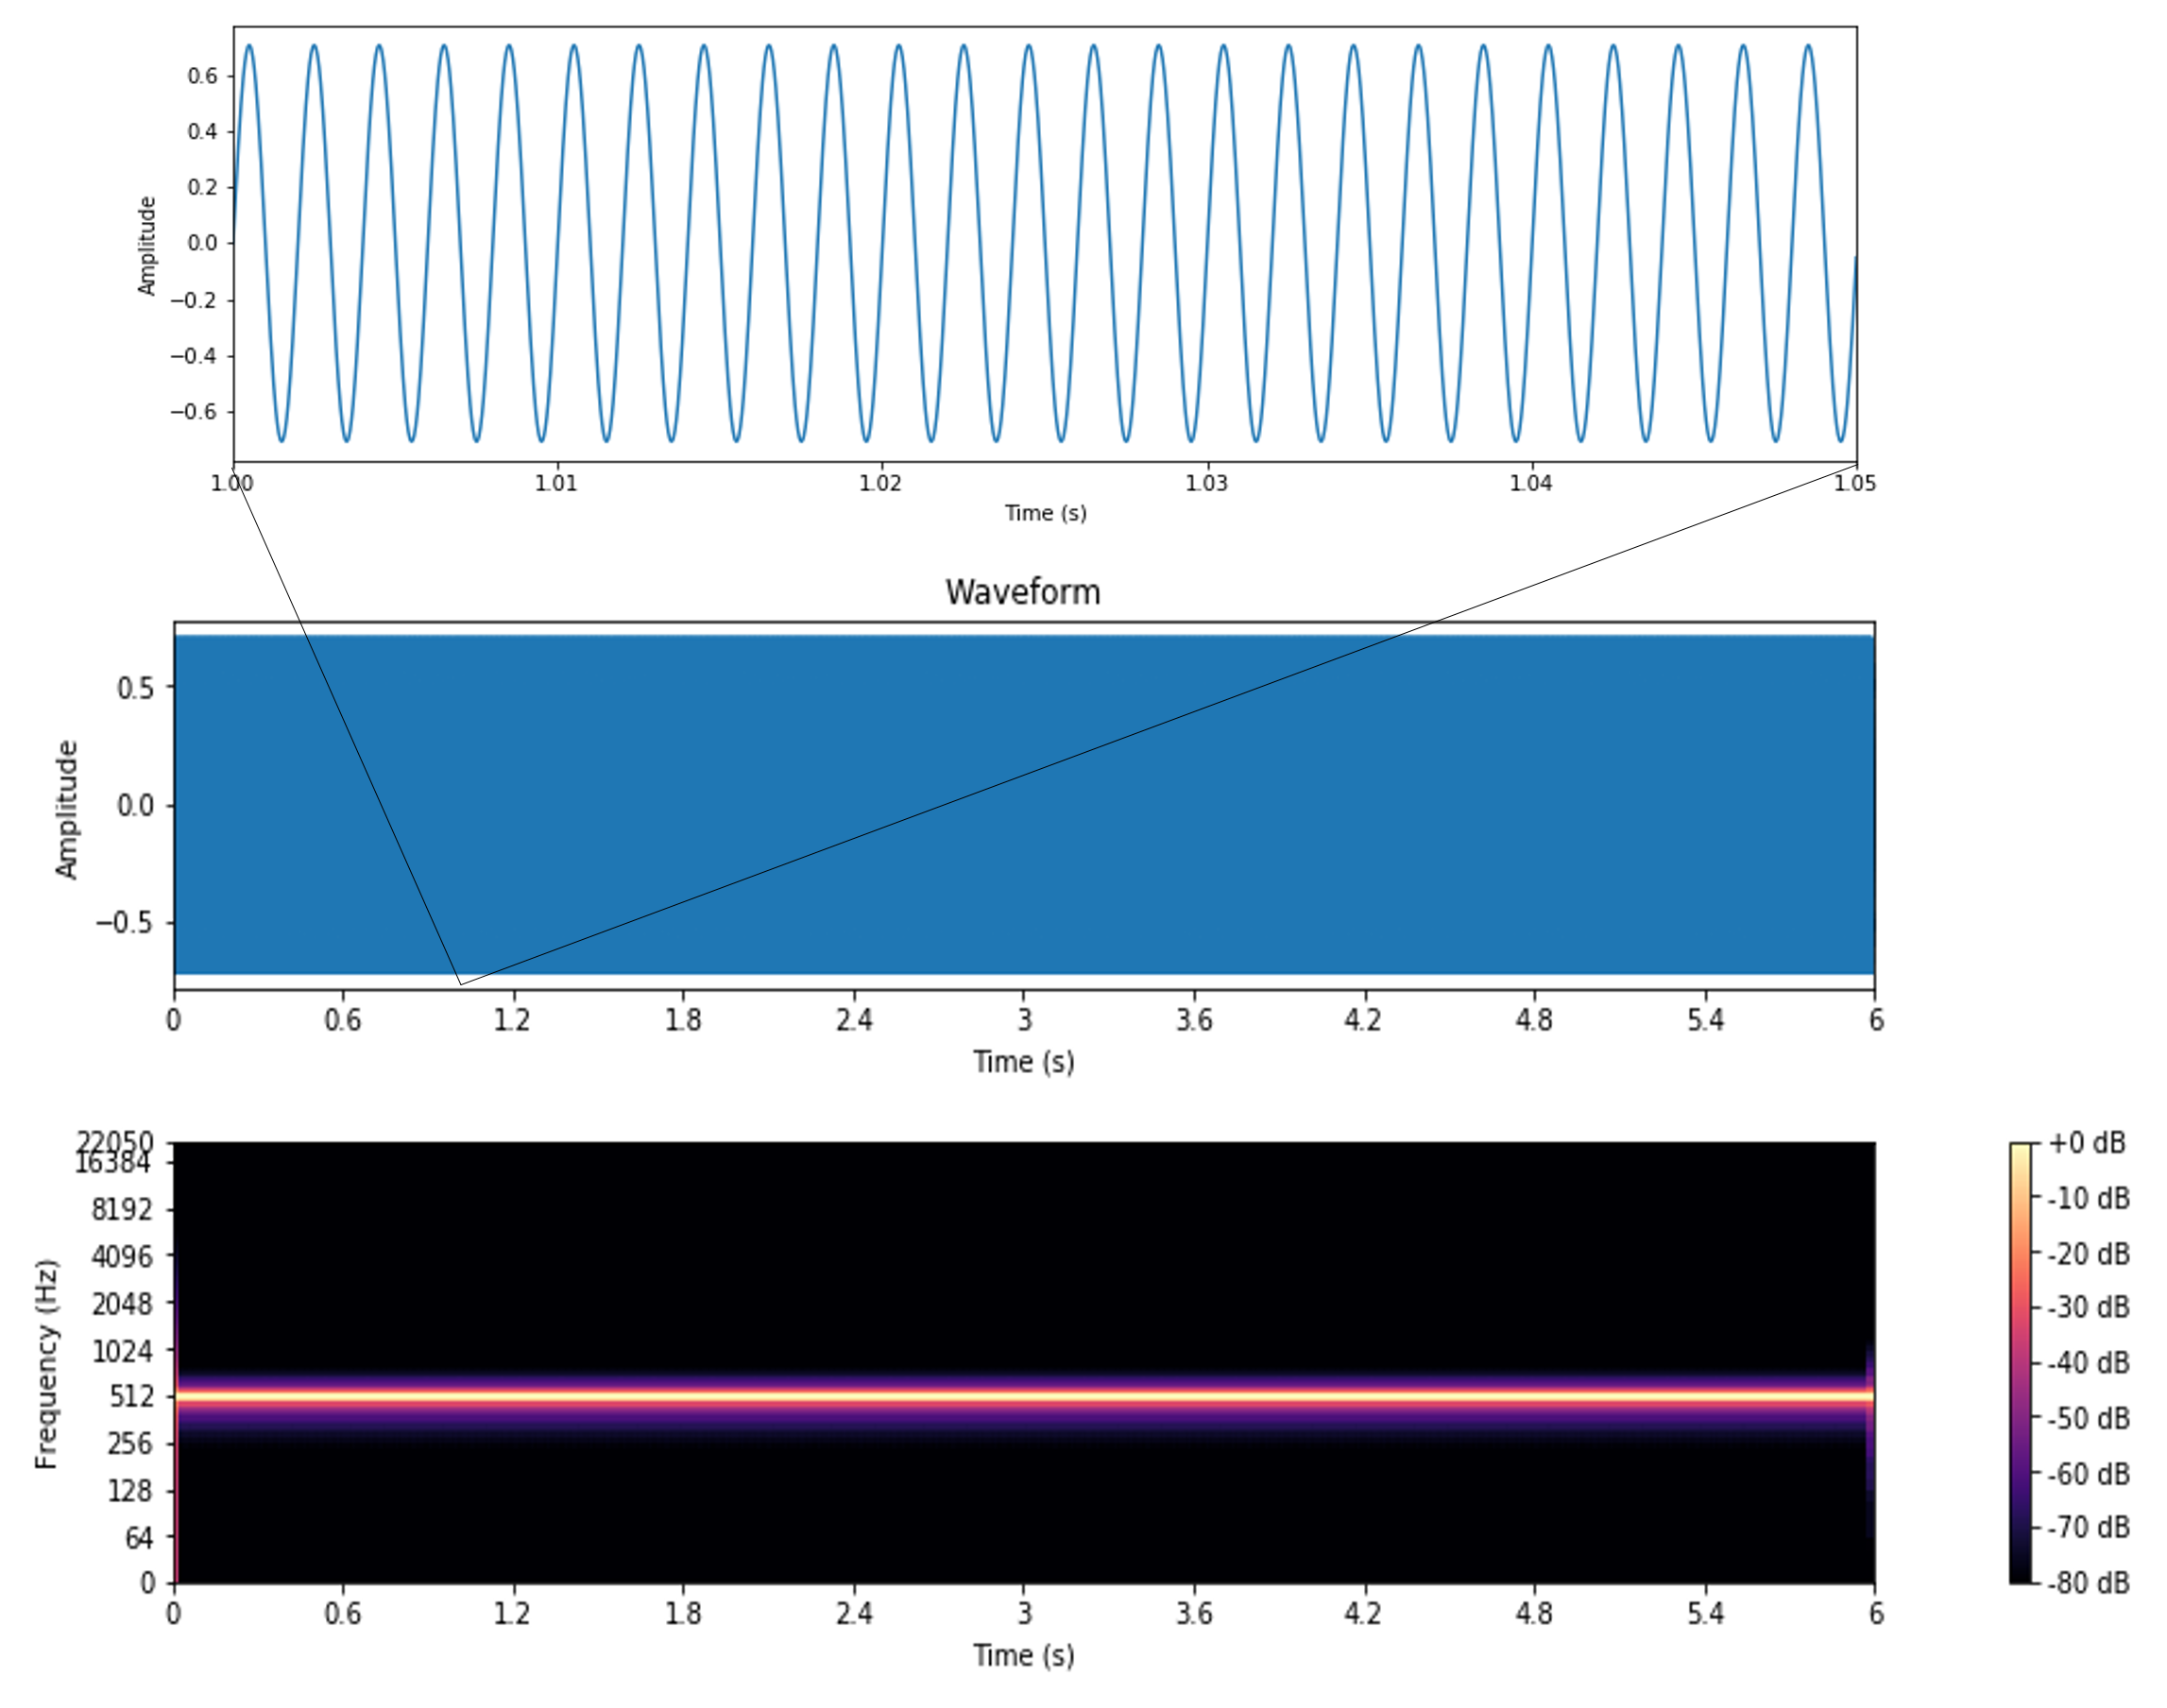 0.6
0.4
0.2
0.0
−0.2
−0.4
−0.6
Amplitude
1.00 1.01 1.02 1.03 1.04 1.05
Time (s)
Waveform
0.5
0.0
−0.5
Amplitude
0 0.6 1.2 1.8 2.4 3 3.6 4.2 4.8 5.4 6
Time (s)
22050
16384
8192
4096
2048
1024
512
256
128
64
0
Frequency (Hz)
0 0.6 1.2 1.8 2.4 3 3.6 4.2 4.8 5.4 6
Time (s)
+0 dB
-10 dB
-20 dB
-30 dB
-40 dB
-50 dB
-60 dB
-70 dB
-80 dB